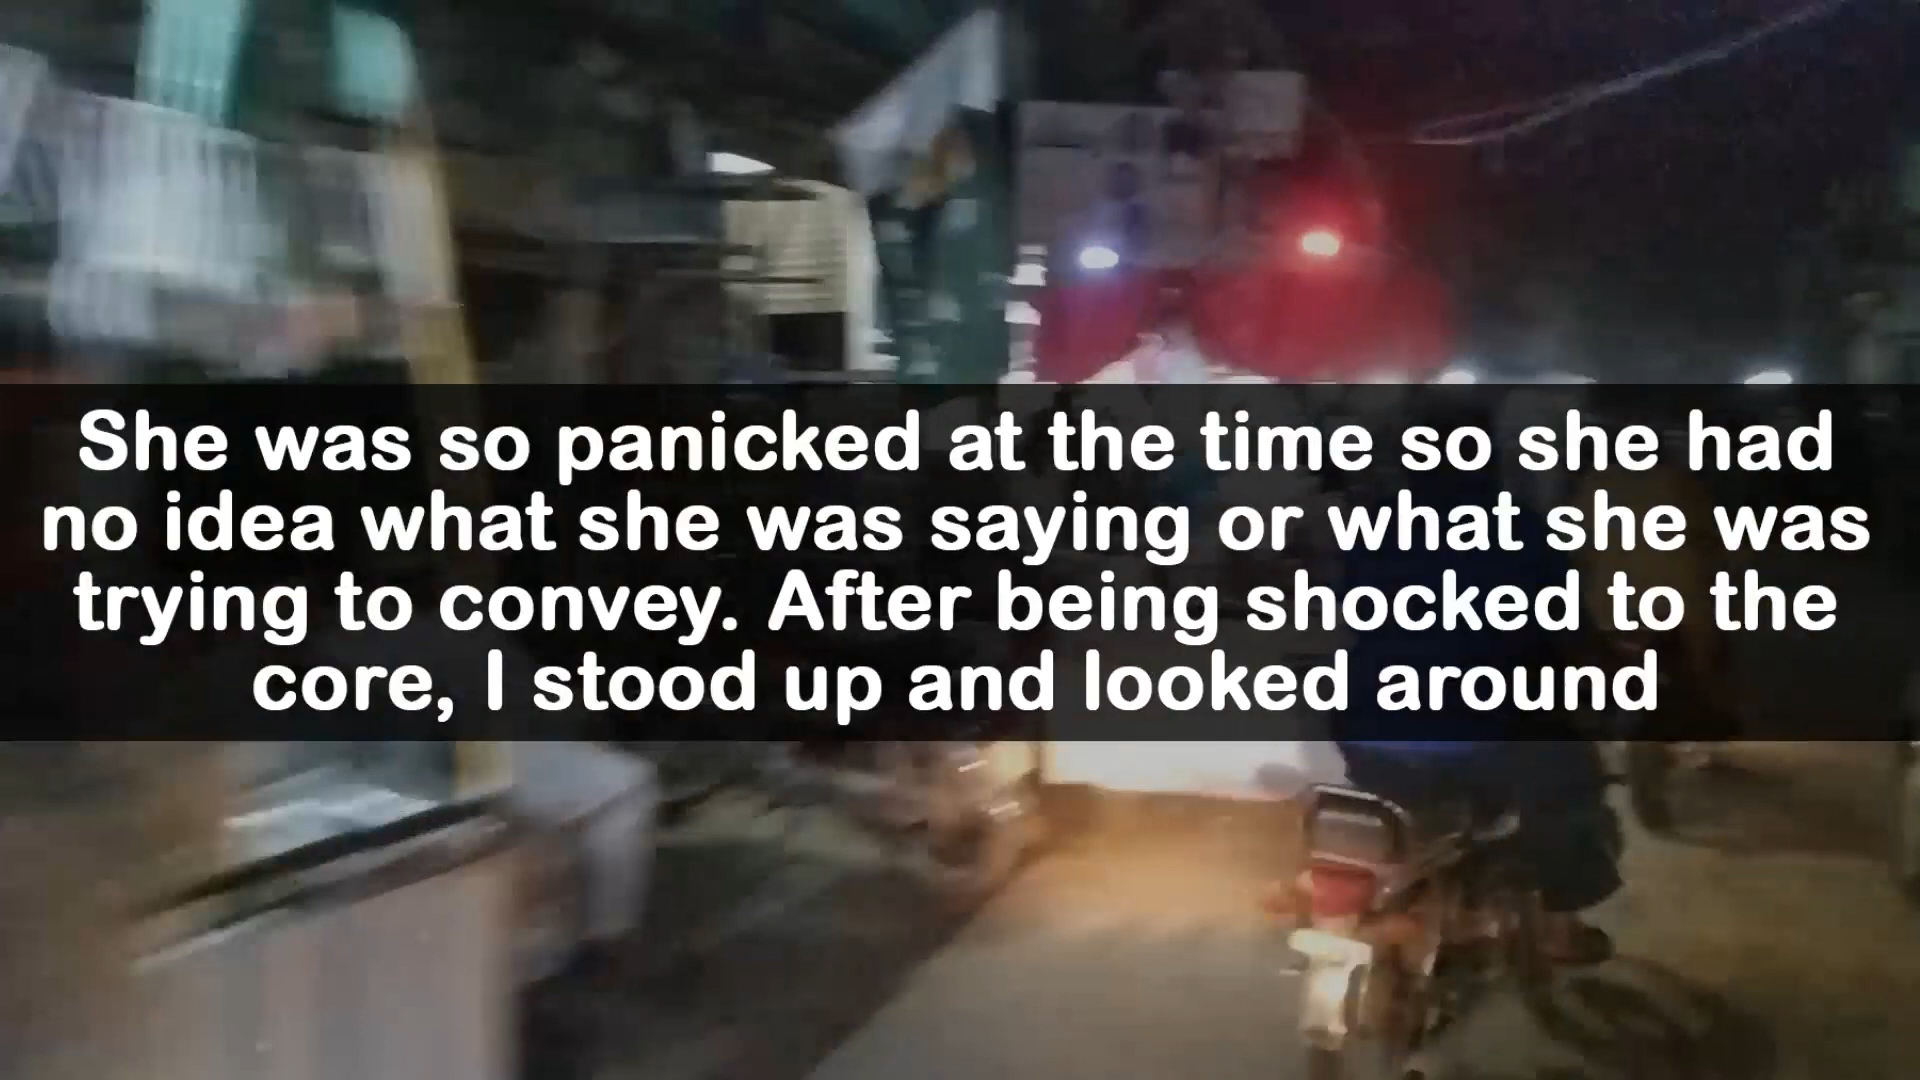 She was so panicked at the time so she had
no idea what she was saying or what she was
trying to convey. After being shocked to the
core, I stood up and looked around